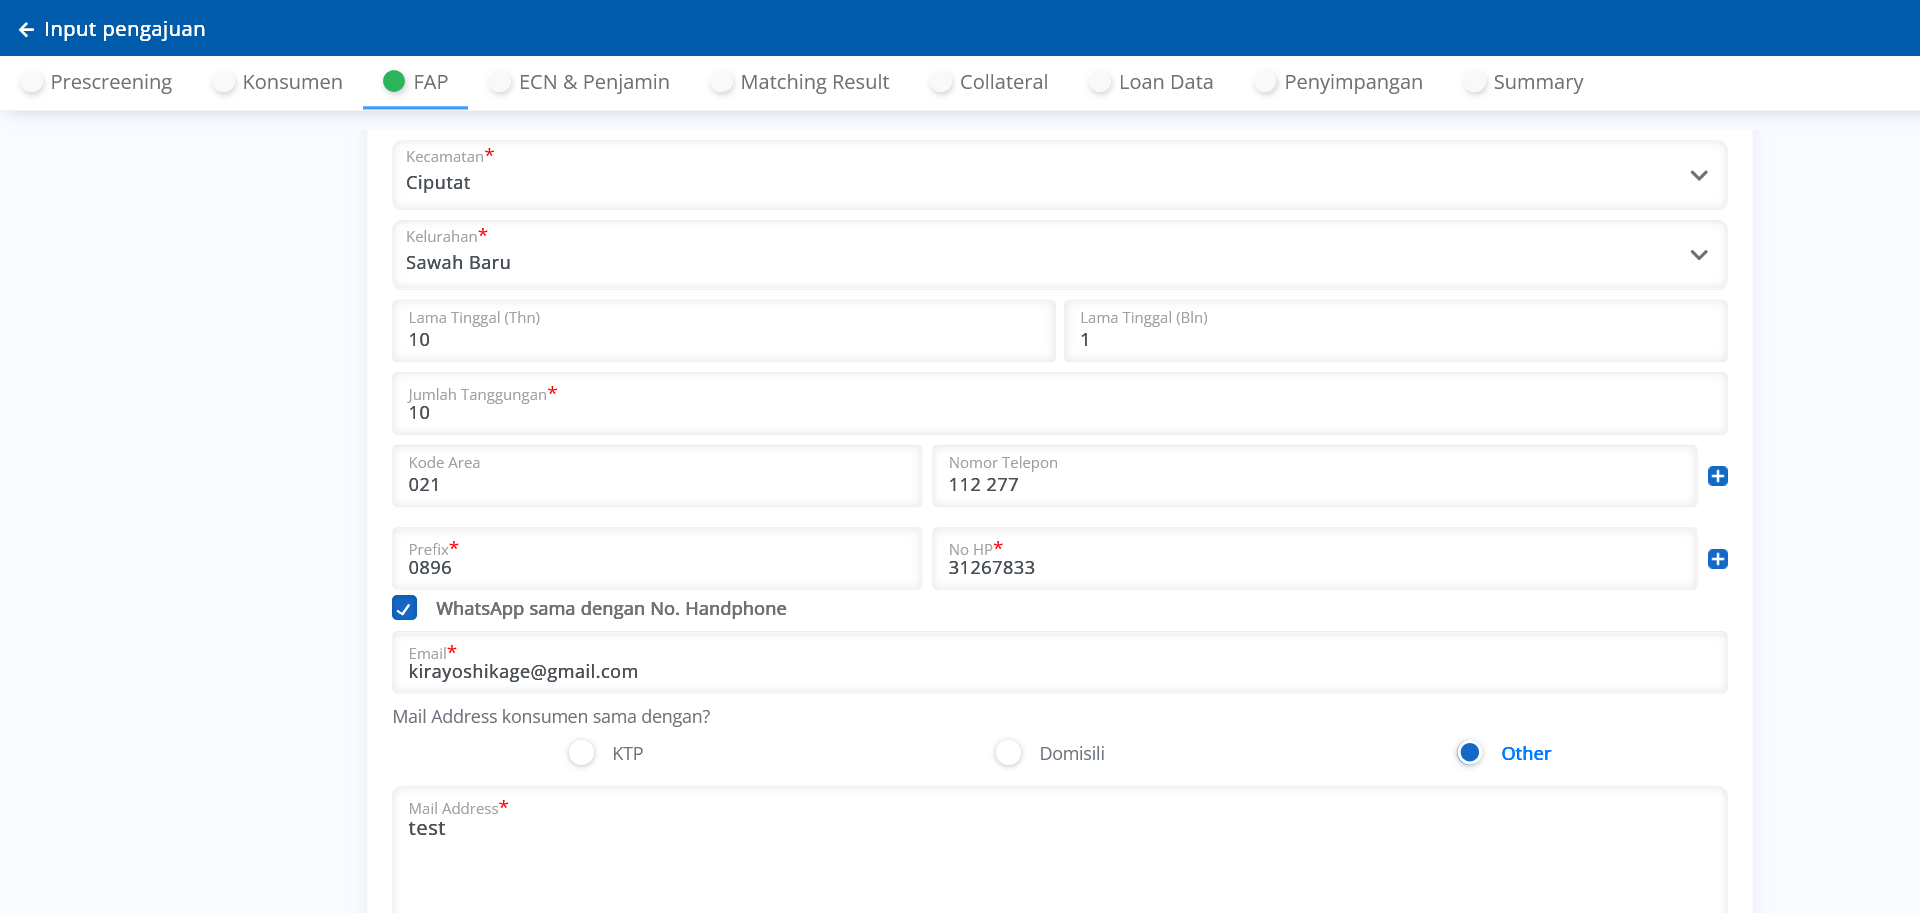 Input pengajuan
Prescreening Konsumen FAP ECN & Penjamin Matching Result Collateral Loan Data Penyimpangan Summary
Kecamatan*
Ciputat
Kelurahan*
Sawah Baru
Lama Tinggal (Thn) Lama Tinggal (Bln)
10 1
Jumlah Tanggungan*
10
Kode Area Nomor Telepon
021 112 277
Prefix* No HP*
0896 31267833
WhatsApp sama dengan No. Handphone
Email*
kirayoshikage@gmail.com
Mail Address konsumen sama dengan?
KTP Domisili Other
Mail Address*
test